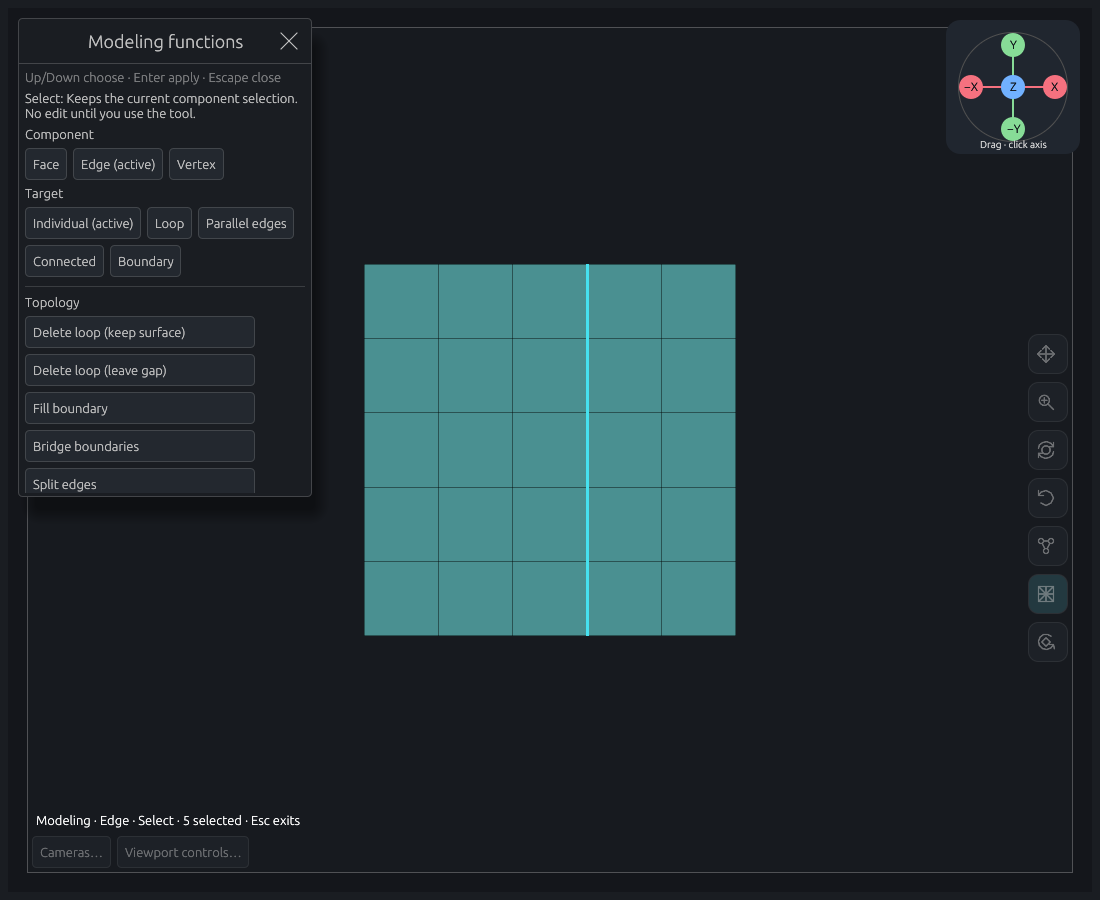 Modeling functions
Up/Down choose · Enter apply · Escape close
Select: Keeps the current component selection.
No edit until you use the tool.
Component
Face
Edge (active)
Vertex
Target
Individual (active)
Loop
Parallel edges
Connected
Boundary
Topology
Delete loop (keep surface)
Delete loop (leave gap)
Fill boundary
Bridge boundaries
Split edges
Y
−X
Z
X
−Y
Drag · click axis
Modeling · Edge · Select · 5 selected · Esc exits
Cameras…
Viewport controls…